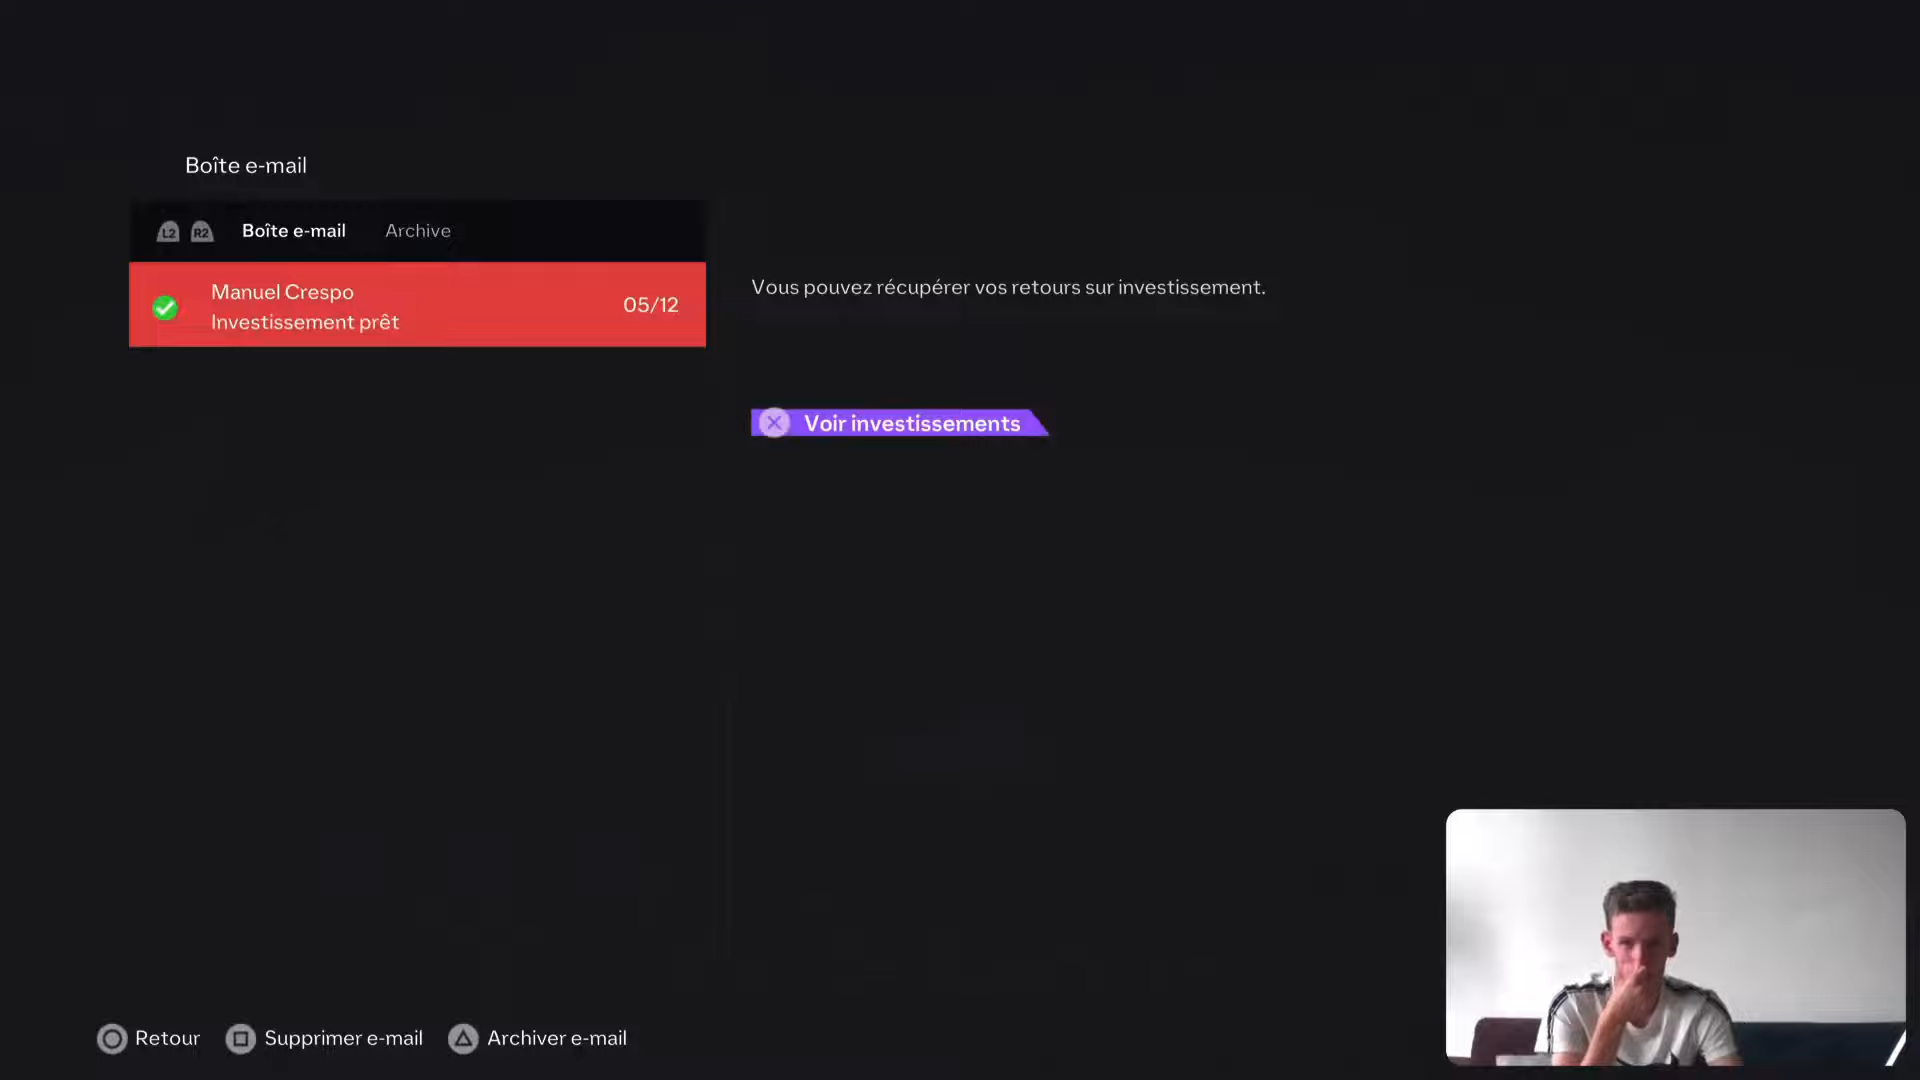 Boîte e-mail
L2 R2 Boîte e-mail Archive
Manuel Crespo
Investissement prêt
05/12
Vous pouvez récupérer vos retours sur investissement.
Voir investissements
Retour Supprimer e-mail Archiver e-mail